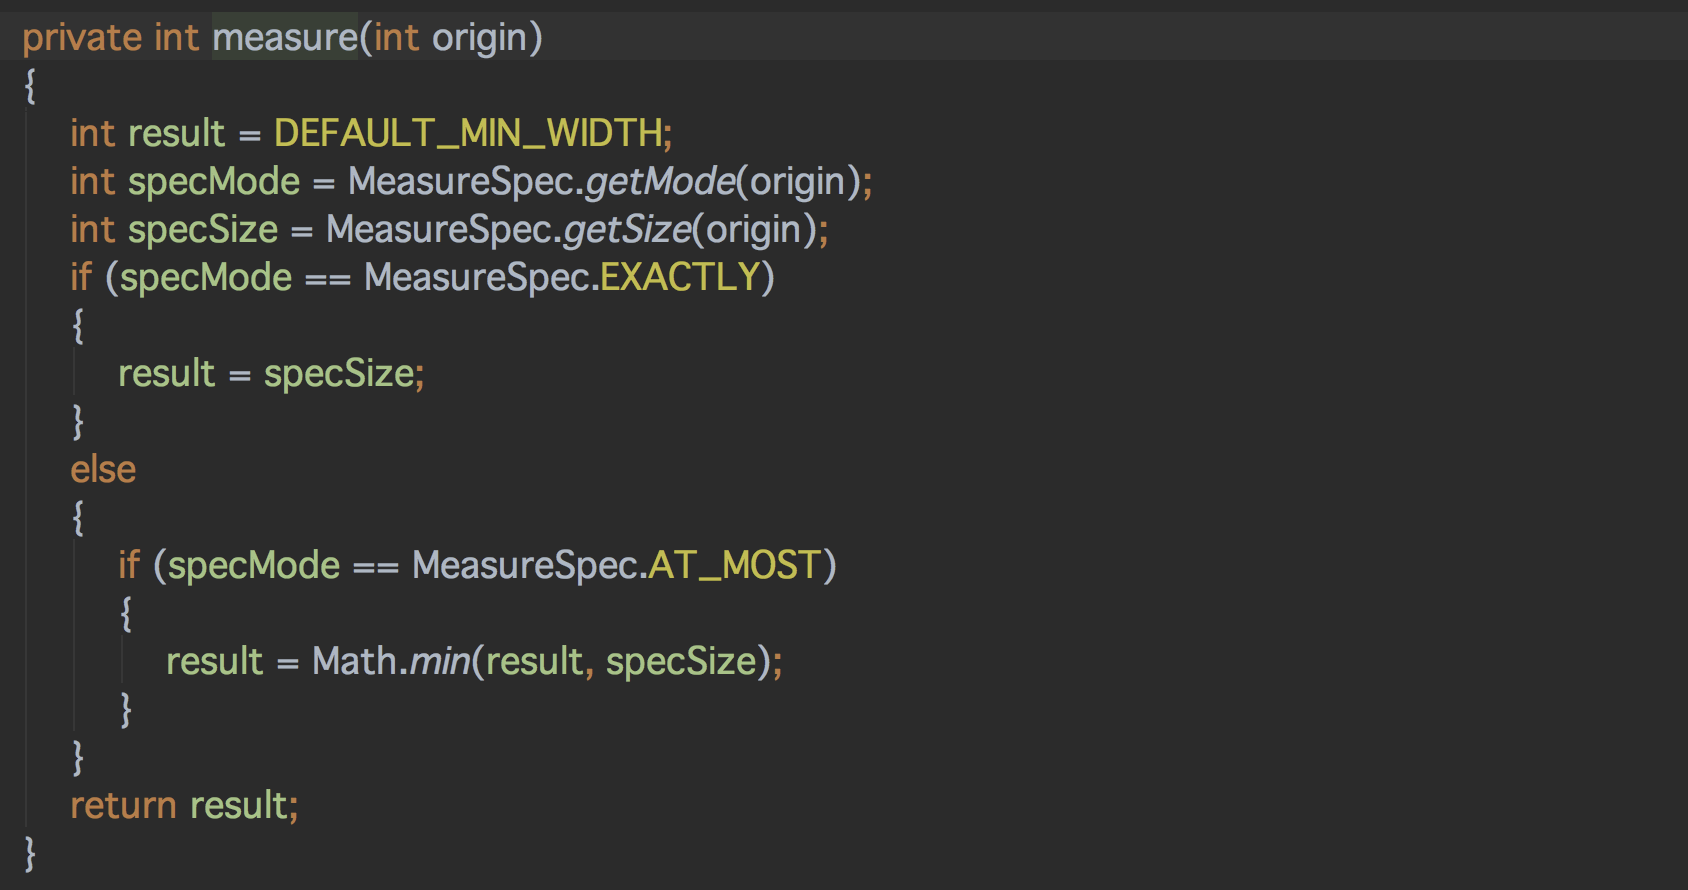 private int measure(int origin)
{
int result = DEFAULT_MIN_WIDTH;
int specMode = MeasureSpec.getMode(origin);
int specSize = MeasureSpec.getSize(origin);
if (specMode == MeasureSpec.EXACTLY)
{
result = specSize;
}
else
{
if (specMode == MeasureSpec.AT_MOST)
{
result = Math.min(result, specSize);
}
}
return result;
}